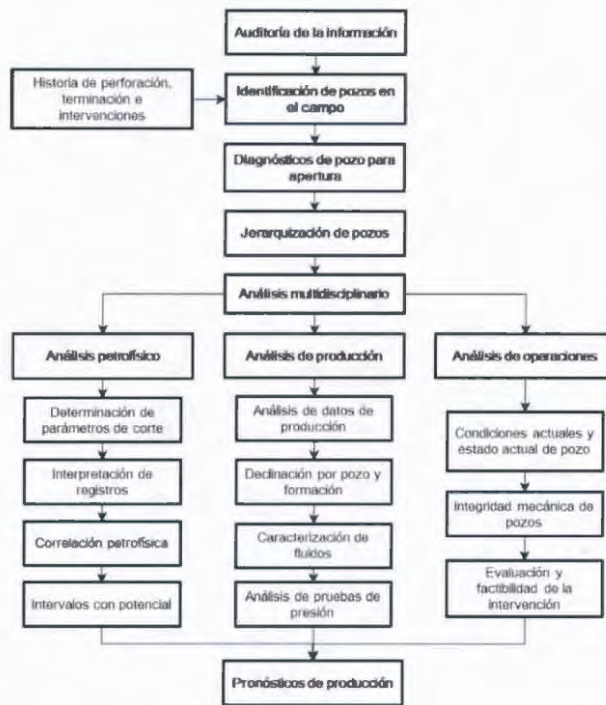 Auditoría de la información
Historia de perforación,
terminación e
intervenciones
Identificación de pozos en
el campo
Diagnósticos de pozo para
apertura
Jerarquización de pozos
Análisis multidisciplinario
Análisis petrofísico
Determinación de
parámetros de corte
Interpretación de
registros
Correlación petrofísica
Intervalos con potencial
Análisis de producción
Análisis de datos de
producción
Declinación por pozo y
formación
Caracterización de
fluidos
Análisis de pruebas de
presión
Análisis de operaciones
Condiciones actuales y
estado actual de pozo
Integridad mecánica de
pozos
Evaluación y
factibilidad de la
intervención
Pronósticos de producción